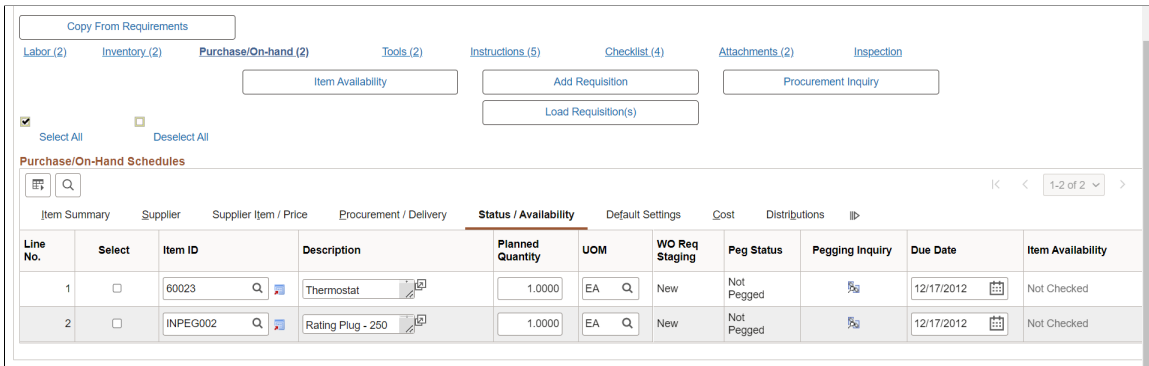 Copy From Requirements
Labor (2) Inventory (2) Purchase/On-hand (2) Tools (2) Instructions (5) Checklist (4) Attachments (2) Inspection
Item Availability Add Requisition Procurement Inquiry
Load Requisition(s)
Select All Deselect All
Purchase/On-Hand Schedules
1-2 of 2
Item Summary Supplier Supplier Item / Price Procurement / Delivery Status / Availability Default Settings Cost Distributions
Line No. Select Item ID Description Planned Quantity UOM WO Req Staging Peg Status Pegging Inquiry Due Date Item Availability
1 60023 Thermostat 1.0000 EA New Not Pegged 12/17/2012 Not Checked
2 INPEG002 Rating Plug - 250 1.0000 EA New Not Pegged 12/17/2012 Not Checked